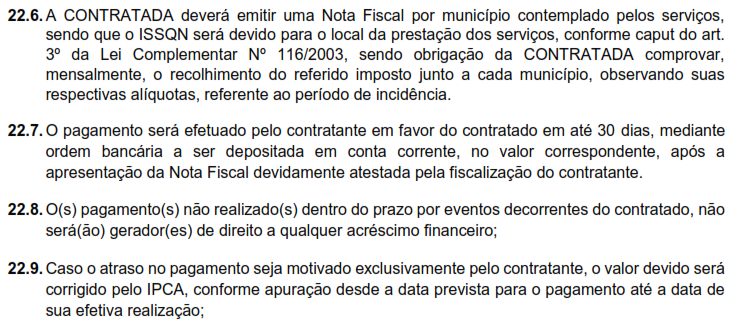 22.6. A CONTRATADA deverá emitir uma Nota Fiscal por município contemplado pelos serviços,
sendo que o ISSQN será devido para o local da prestação dos serviços, conforme caput do art.
3º da Lei Complementar Nº 116/2003, sendo obrigação da CONTRATADA comprovar,
mensalmente, o recolhimento do referido imposto junto a cada município, observando suas
respectivas alíquotas, referente ao período de incidência.
22.7. O pagamento será efetuado pelo contratante em favor do contratado em até 30 dias, mediante
ordem bancária a ser depositada em conta corrente, no valor correspondente, após a
apresentação da Nota Fiscal devidamente atestada pela fiscalização do contratante.
22.8. O(s) pagamento(s) não realizado(s) dentro do prazo por eventos decorrentes do contratado, não
será(ão) gerador(es) de direito a qualquer acréscimo financeiro;
22.9. Caso o atraso no pagamento seja motivado exclusivamente pelo contratante, o valor devido será
corrigido pelo IPCA, conforme apuração desde a data prevista para o pagamento até a data de
sua efetiva realização;